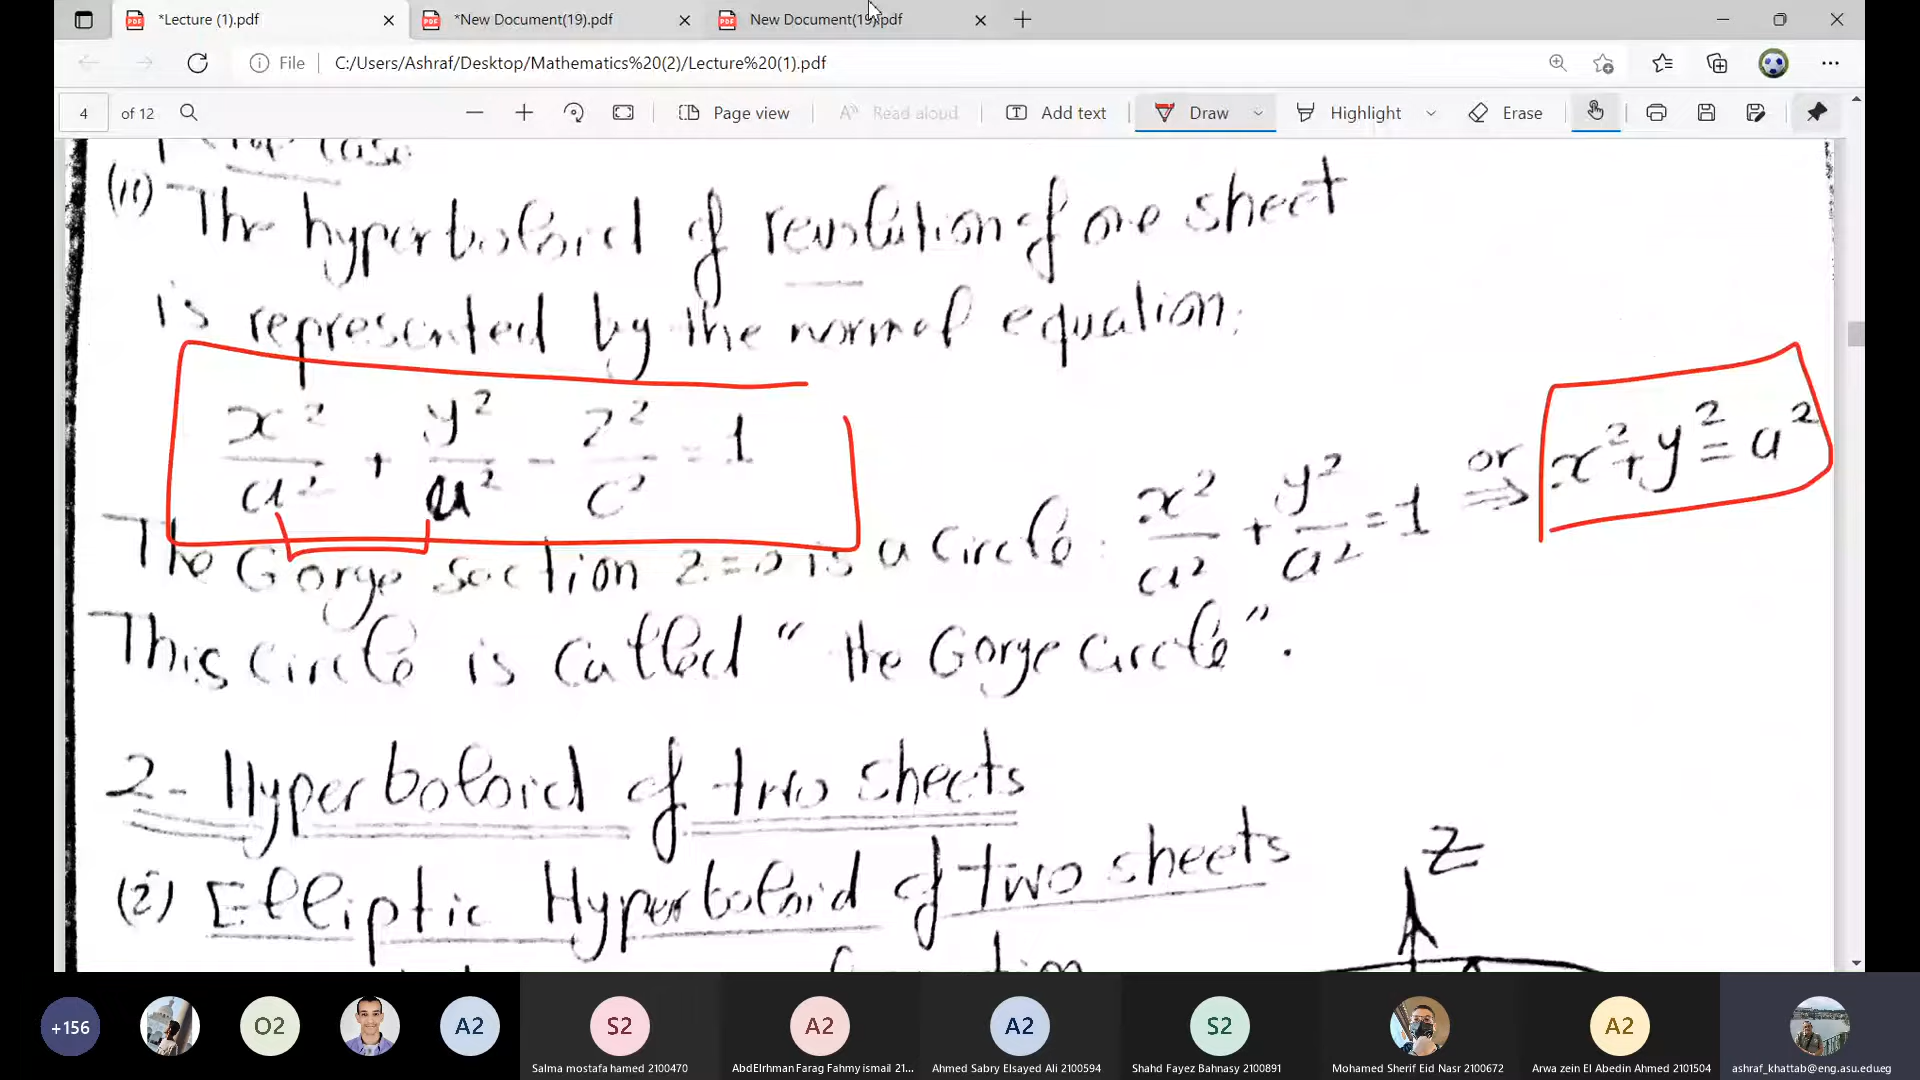 *Lecture (1).pdf
*New Document(19).pdf
New Document(19).pdf
File
C:/Users/Ashraf/Desktop/Mathematics%20(2)/Lecture%20(1).pdf
4 of 12
Page view
Read aloud
Add text
Draw
Highlight
Erase
(ii) The hyperboloid of revolution of one sheet
is represented by the normal equation:
x²/a² + y²/a² - z²/c² = 1
The Gorge section z=0 is a circle: x²/a² + y²/a² = 1 or ⇒ x²+y²=a²
This circle is called "the Gorge circle".
2- Hyperboloid of two sheets
(i) Elliptic Hyperboloid of two sheets
Z
+156
O2
A2
S2
A2
A2
S2
A2
Salma mostafa hamed 2100470
AbdElrhman Farag Fahmy ismail 21...
Ahmed Sabry Elsayed Ali 2100594
Shahd Fayez Bahnasy 2100891
Mohamed Sherif Eid Nasr 2100672
Arwa zein El Abedin Ahmed 2101504
ashraf_khattab@eng.asu.edu.eg